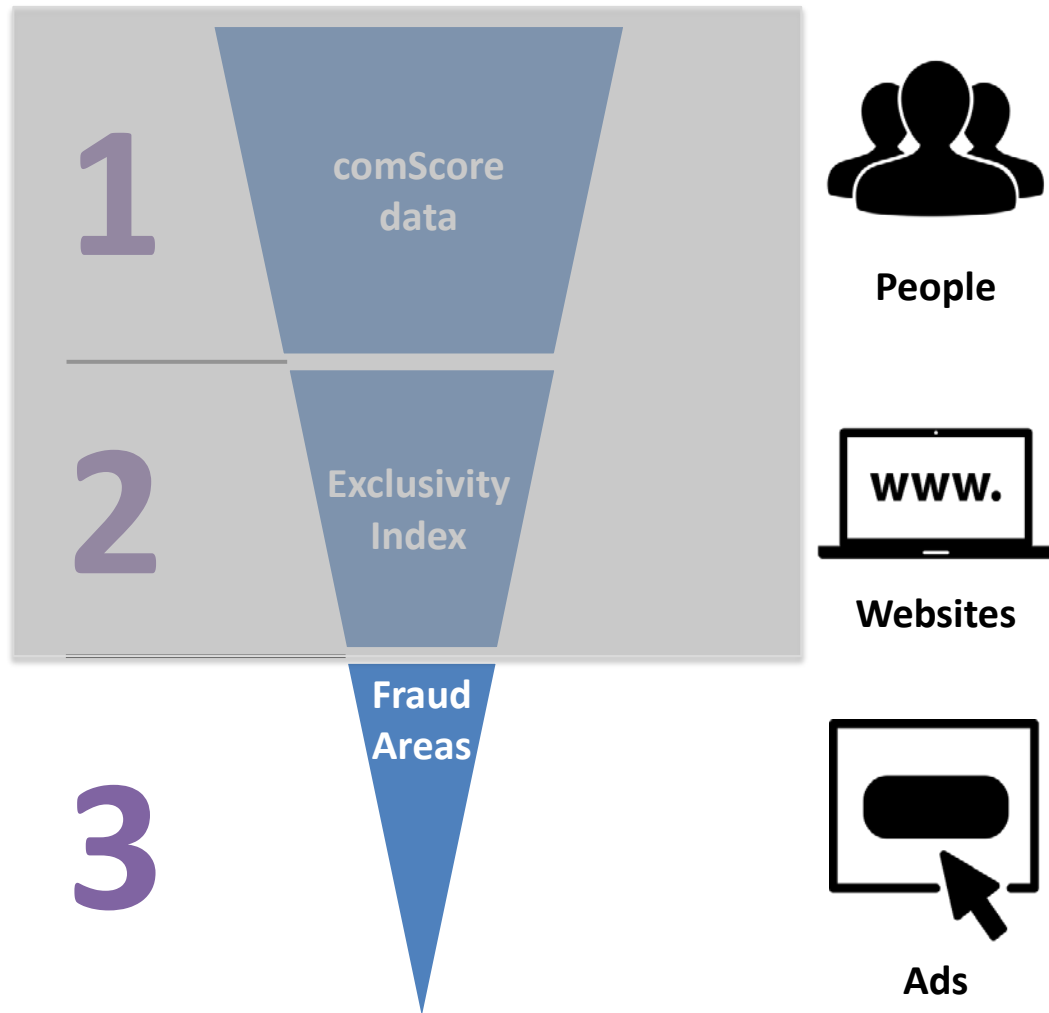 1
comScore
data
People
2
Exclusivity
Index
www.
Websites
3
Fraud
Areas
Ads